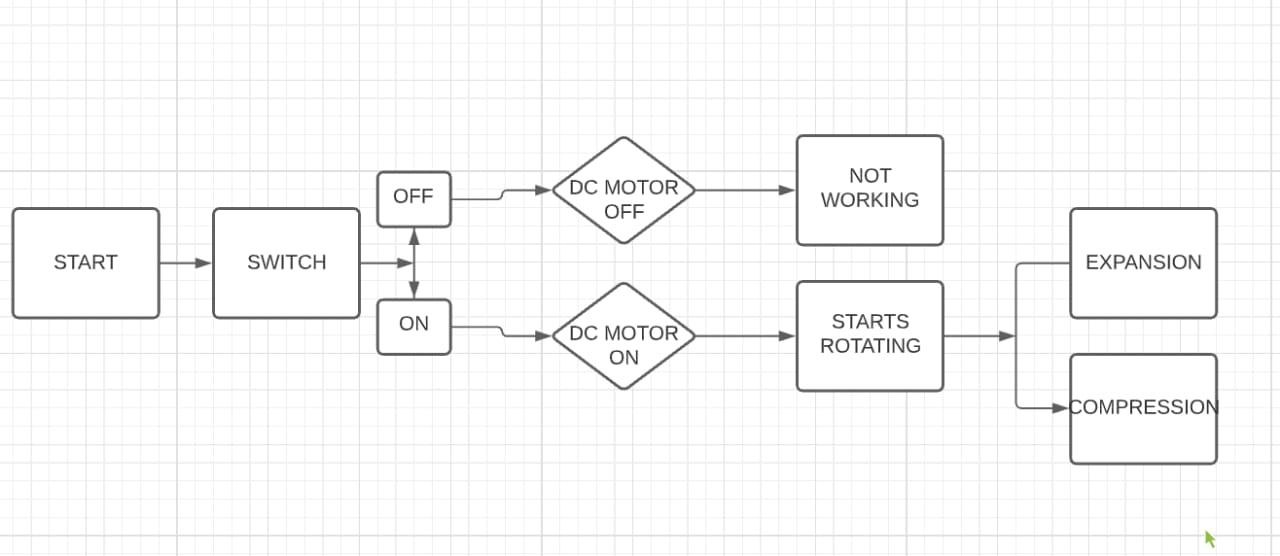 START
SWITCH
OFF
ON
DC MOTOR
OFF
DC MOTOR
ON
NOT
WORKING
STARTS
ROTATING
EXPANSION
COMPRESSION